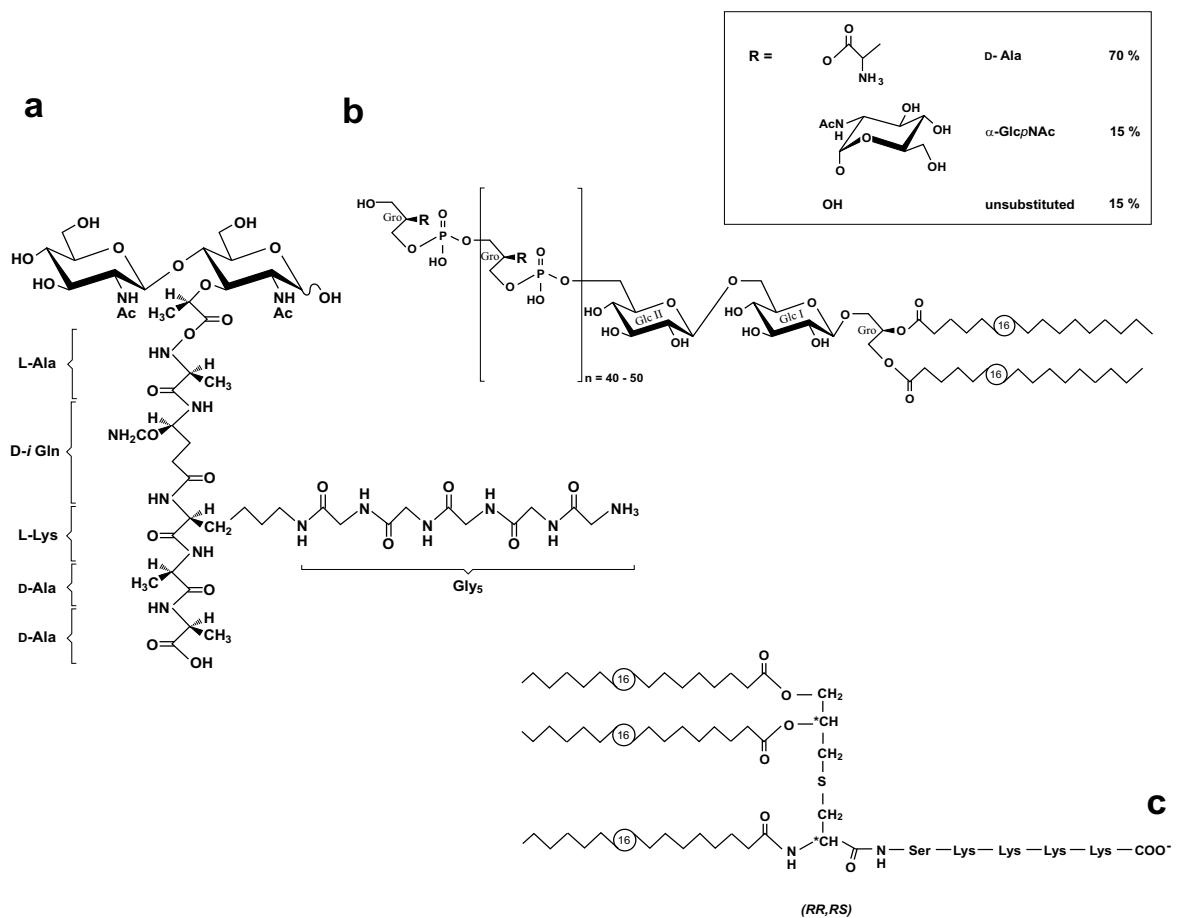 R =
O
O
NH3
D- Ala
70 %
a
b
AcN
H
O
OH
OH
OH
O
α-GlcpNAc
15 %
OH
unsubstituted
15 %
HO
Gro
R
O
P
O
HO
O
Gro
R
O
P
O
HO
O
n = 40 - 50
HO
HO
OH
O
Glc II
O
HO
HO
OH
O
Glc I
O
Gro
O
O
16
O
O
16
OH
HO
HO
O
NH
Ac
O
OH
O
O
NH
Ac
OH
H
H3C
O
O
L-Ala
HN
H
CH3
O
NH
D-i Gln
H
NH2CO
O
HN
L-Lys
H
CH2
O
NH
N
H
O
H
N
O
N
H
O
H
N
O
N
H
O
NH3
Gly5
D-Ala
H
H3C
O
HN
D-Ala
H
CH3
O
OH
16
O
O
CH2
16
O
O
*CH
CH2
S
CH2
c
16
O
N
H
*CH
O
N
H
Ser
Lys
Lys
Lys
Lys
COO-
(RR,RS)